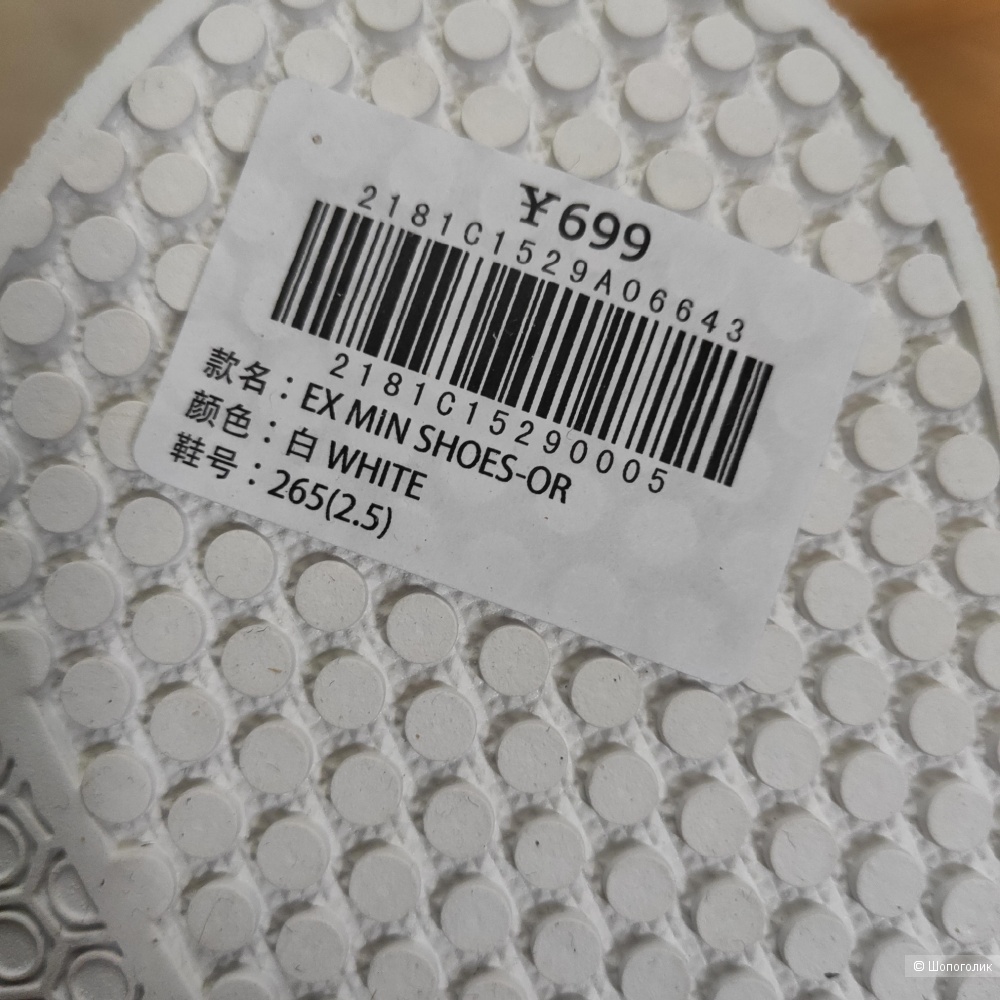 ¥699
2181C1529A06643
2181C15290005
款名：EX MiN SHOES-OR
颜色：白 WHITE
鞋号：265(2.5)
© Шопоголик